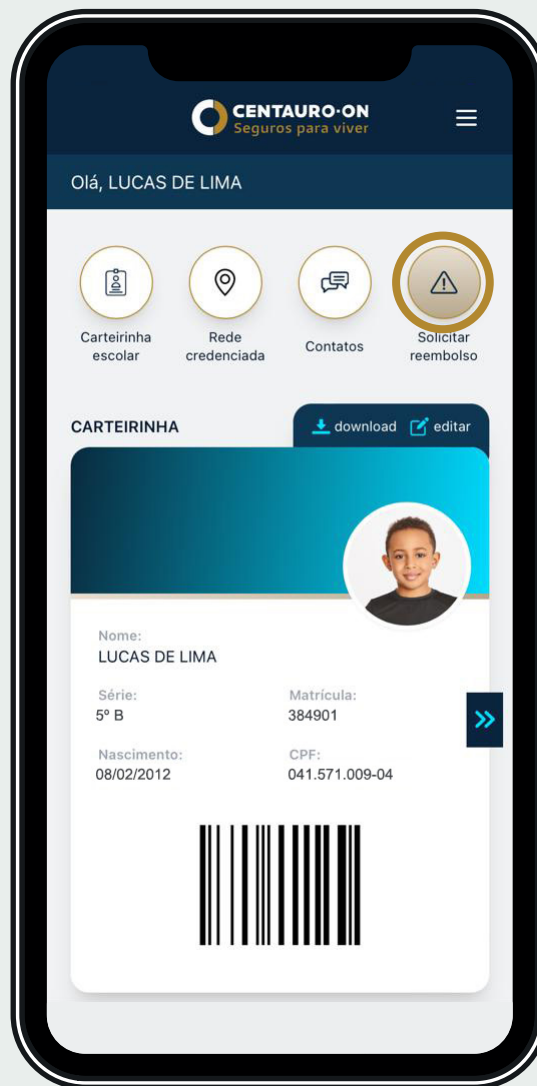 CENTAURO·ON
Seguros para viver
Olá, LUCAS DE LIMA
Carteirinha
escolar
Rede
credenciada
Contatos
Solicitar
reembolso
CARTEIRINHA
download
editar
Nome:
LUCAS DE LIMA
Série:
5º B
Matrícula:
384901
Nascimento:
08/02/2012
CPF:
041.571.009-04